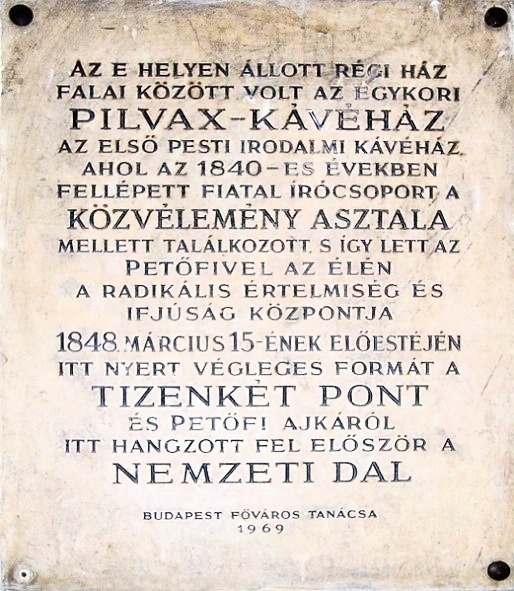 AZ E HELYEN ÁLLOTT RÉGI HÁZ
FALAI KÖZÖTT VOLT AZ EGYKORI
PILVAX-KÁVÉHÁZ
AZ ELSŐ PESTI IRODALMI KÁVÉHÁZ,
AHOL AZ 1840-ES ÉVEKBEN
FELLÉPETT FIATAL ÍRÓCSOPORT A
KÖZVÉLEMÉNY ASZTALA
MELLETT TALÁLKOZOTT, S ÍGY LETT AZ
PETŐFIVEL AZ ÉLÉN
A RADIKÁLIS ÉRTELMISÉG ÉS
IFJÚSÁG KÖZPONTJA
1848. MÁRCIUS 15-ÉNEK ELŐESTÉJÉN
ITT NYERT VÉGLEGES FORMÁT A
TIZENKÉT PONT
ÉS PETŐFI AJKÁRÓL
ITT HANGZOTT FEL ELŐSZÖR A
NEMZETI DAL
BUDAPEST FŐVÁROS TANÁCSA
1969